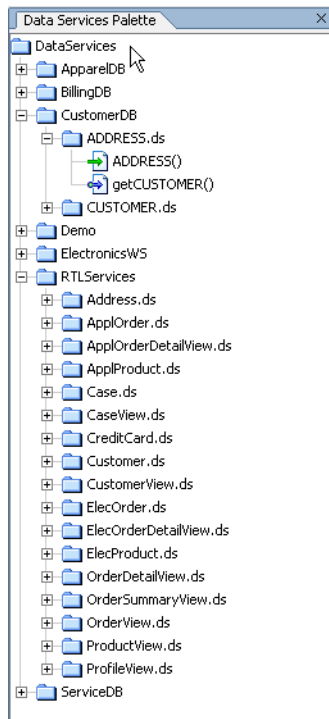 Data Services Palette
DataServices
ApparelDB
BillingDB
CustomerDB
ADDRESS.ds
ADDRESS()
getCUSTOMER()
CUSTOMER.ds
Demo
ElectronicsWS
RTLServices
Address.ds
ApplOrder.ds
ApplOrderDetailView.ds
ApplProduct.ds
Case.ds
CaseView.ds
CreditCard.ds
Customer.ds
CustomerView.ds
ElecOrder.ds
ElecOrderDetailView.ds
ElecProduct.ds
OrderDetailView.ds
OrderSummaryView.ds
OrderView.ds
ProductView.ds
ProfileView.ds
ServiceDB